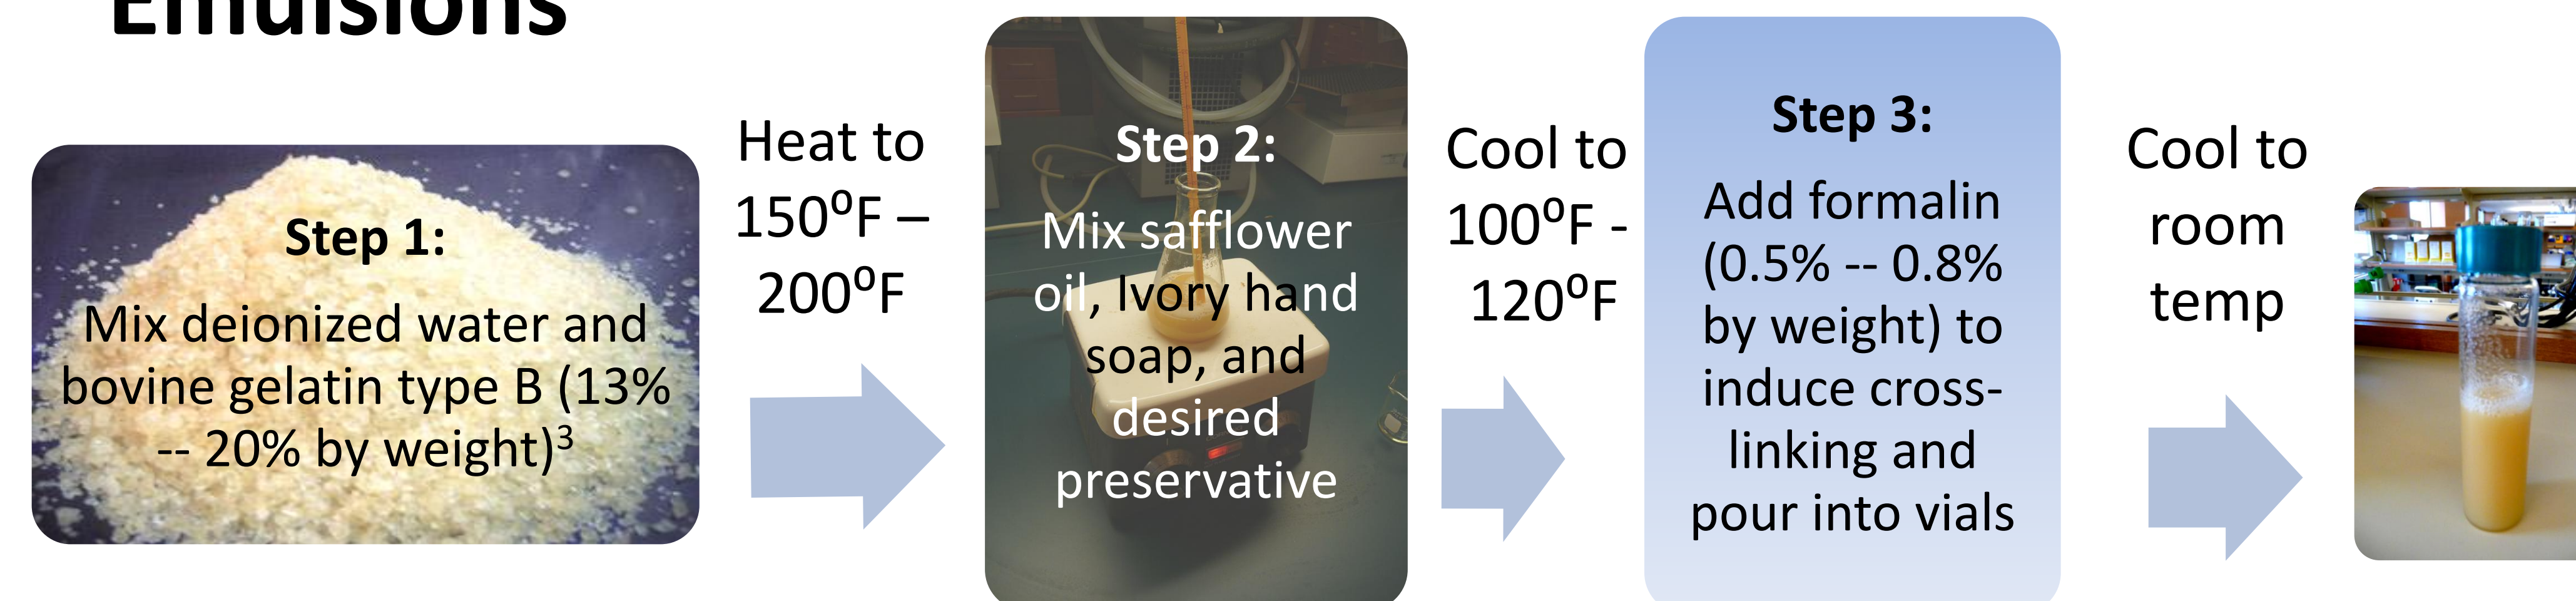 Emulsions
Step 1:
Mix deionized water and
bovine gelatin type B (13%
-- 20% by weight)³
Heat to
150⁰F –
200⁰F
Step 2:
Mix safflower
oil, Ivory hand
soap, and
desired
preservative
Cool to
100⁰F -
120⁰F
Step 3:
Add formalin
(0.5% -- 0.8%
by weight) to
induce cross-
linking and
pour into vials
Cool to
room
temp